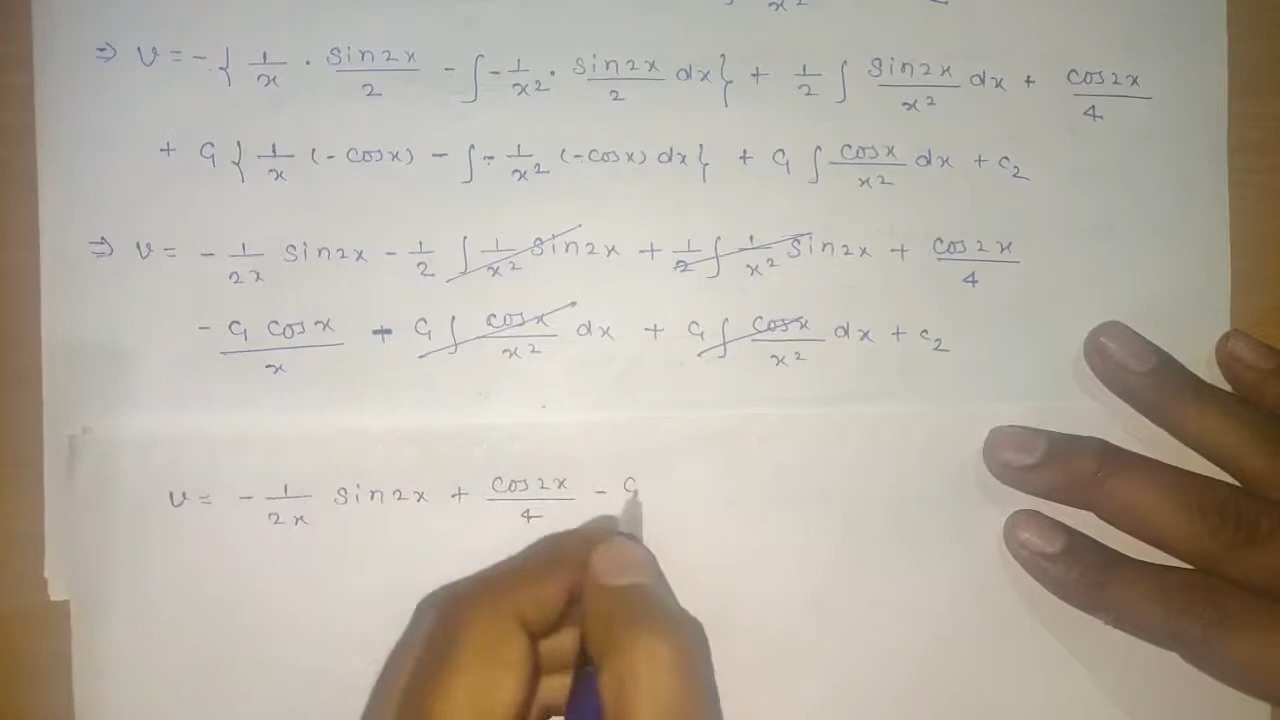 x²
⇒ v = - { 1/x · sin2x/2 - ∫ -1/x² · sin2x/2 dx } + 1/2 ∫ sin2x/x² dx + cos2x/4
+ C₁ { 1/x (-cosx) - ∫ -1/x² (-cosx) dx } + C₁ ∫ cosx/x² dx + C₂
⇒ v = - 1/2x sin2x - 1/2 ∫ 1/x² sin2x + 1/2 ∫ 1/x² sin2x + cos2x/4
- C₁ cosx/x - C₁ ∫ cosx/x² dx + C₁ ∫ cosx/x² dx + C₂
v = - 1/2x sin2x + cos2x/4 - C